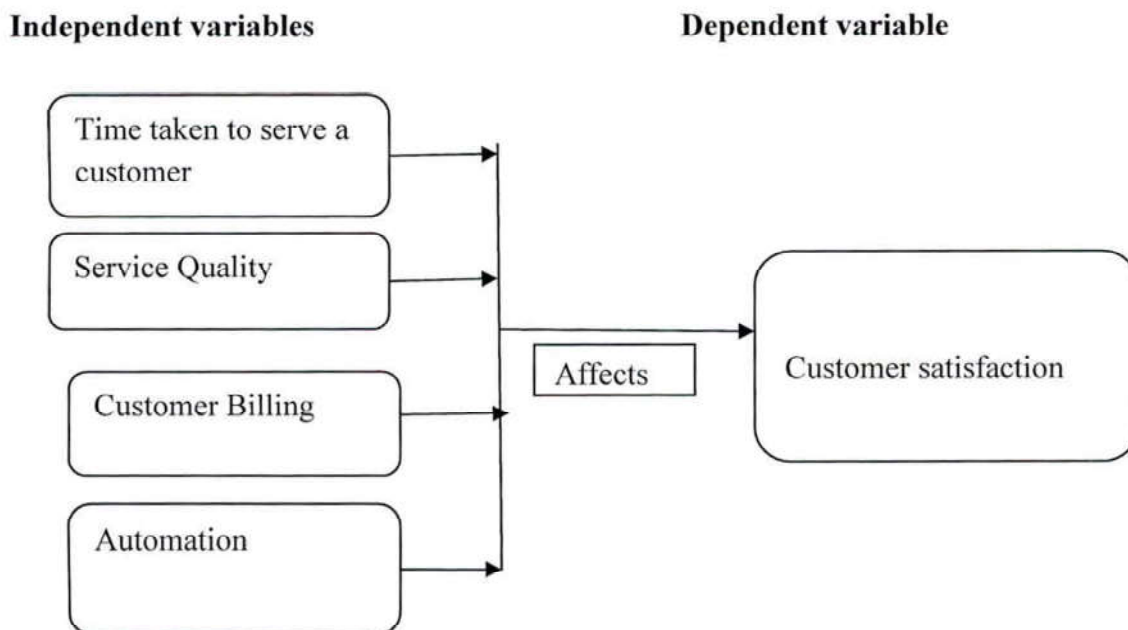 Independent variables
Dependent variable
Time taken to serve a
customer
Service Quality
Customer Billing
Automation
Affects
Customer satisfaction